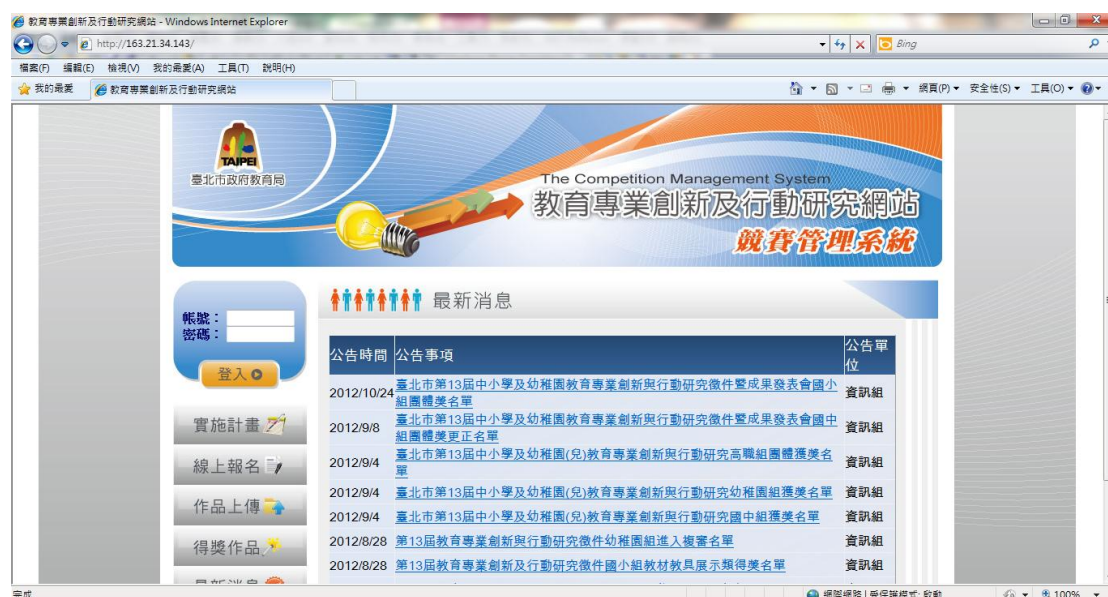 教育專業創新及行動研究網站 - Windows Internet Explorer
http://163.21.34.143/
Bing
檔案(F) 編輯(E) 檢視(V) 我的最愛(A) 工具(T) 說明(H)
我的最愛 教育專業創新及行動研究網站 網頁(P) 安全性(S) 工具(O)
TAIPEI
臺北市政府教育局
The Competition Management System
教育專業創新及行動研究網站
競賽管理系統
帳號：
密碼：
登入
實施計畫
線上報名
作品上傳
得獎作品
最新消息
最新消息
公告時間 公告事項 公告單
位
2012/10/24 臺北市第13屆中小學及幼稚園教育專業創新與行動研究徵件暨成果發表會國小 資訊組
組團體獎名單
2012/9/8 臺北市第13屆中小學及幼稚園教育專業創新與行動研究徵件暨成果發表會國中 資訊組
組團體獎更正名單
2012/9/4 臺北市第13屆中小學及幼稚園(兒)教育專業創新與行動研究高職組團體獲獎名 資訊組
單
2012/9/4 臺北市第13屆中小學及幼稚園(兒)教育專業創新與行動研究幼稚園組獲獎名單 資訊組
2012/9/4 臺北市第13屆中小學及幼稚園(兒)教育專業創新與行動研究國中組獲獎名單 資訊組
2012/8/28 第13屆教育專業創新與行動研究徵件幼稚園組進入複審名單 資訊組
2012/8/28 第13屆教育專業創新及行動研究徵件國小組教材教具展示類得獎名單 資訊組
完成
網際網路 | 受保護模式: 啟動
100%